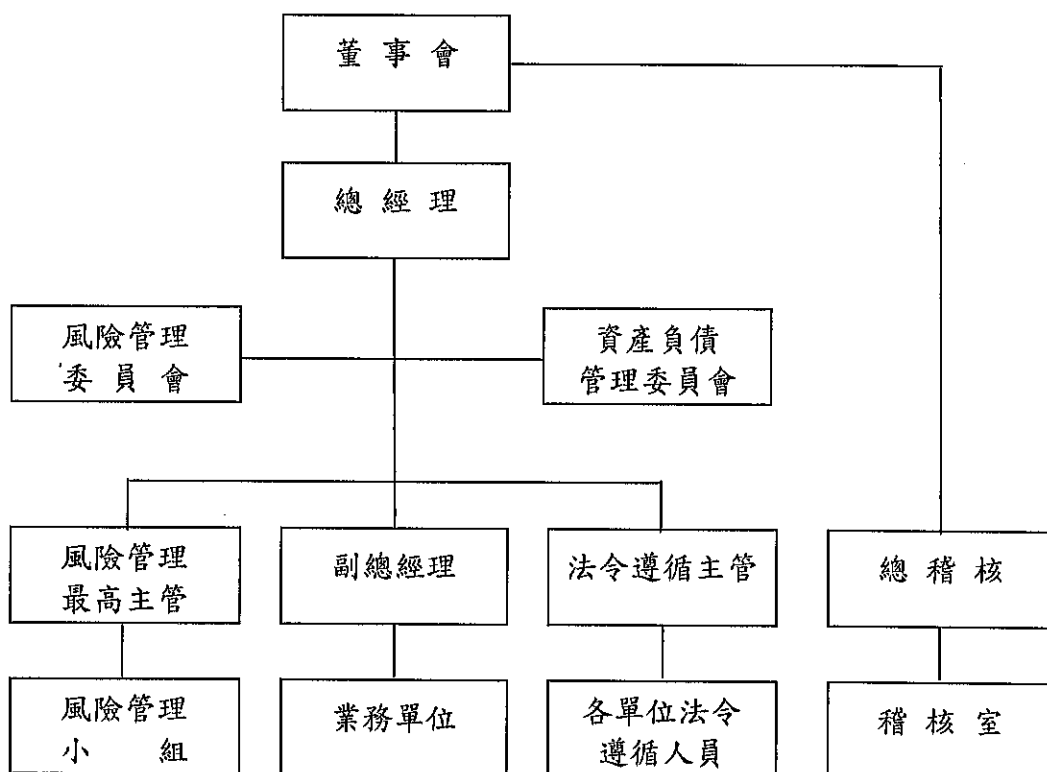 董事會
總經理
風險管理
委員會
資產負債
管理委員會
風險管理
最高主管
副總經理
法令遵循主管
總稽核
風險管理
小組
業務單位
各單位法令
遵循人員
稽核室